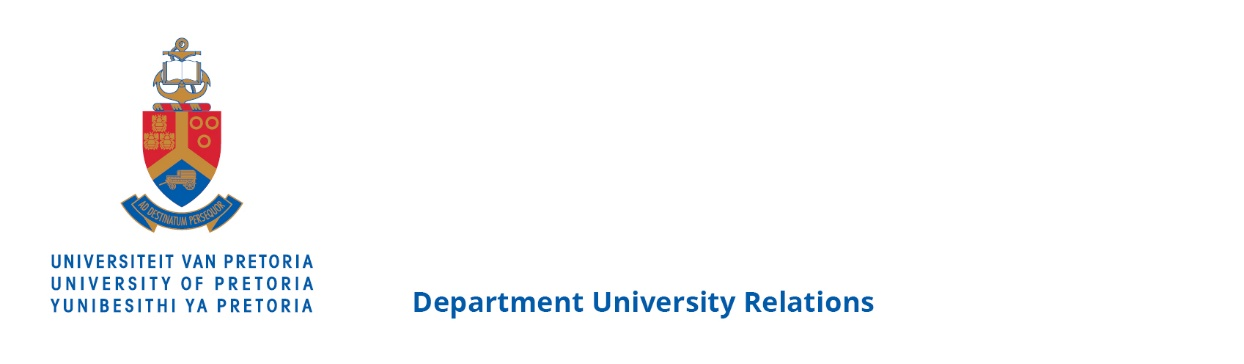 AD DESTINATUM PERSEQUOR
UNIVERSITEIT VAN PRETORIA
UNIVERSITY OF PRETORIA
YUNIBESITHI YA PRETORIA
Department University Relations